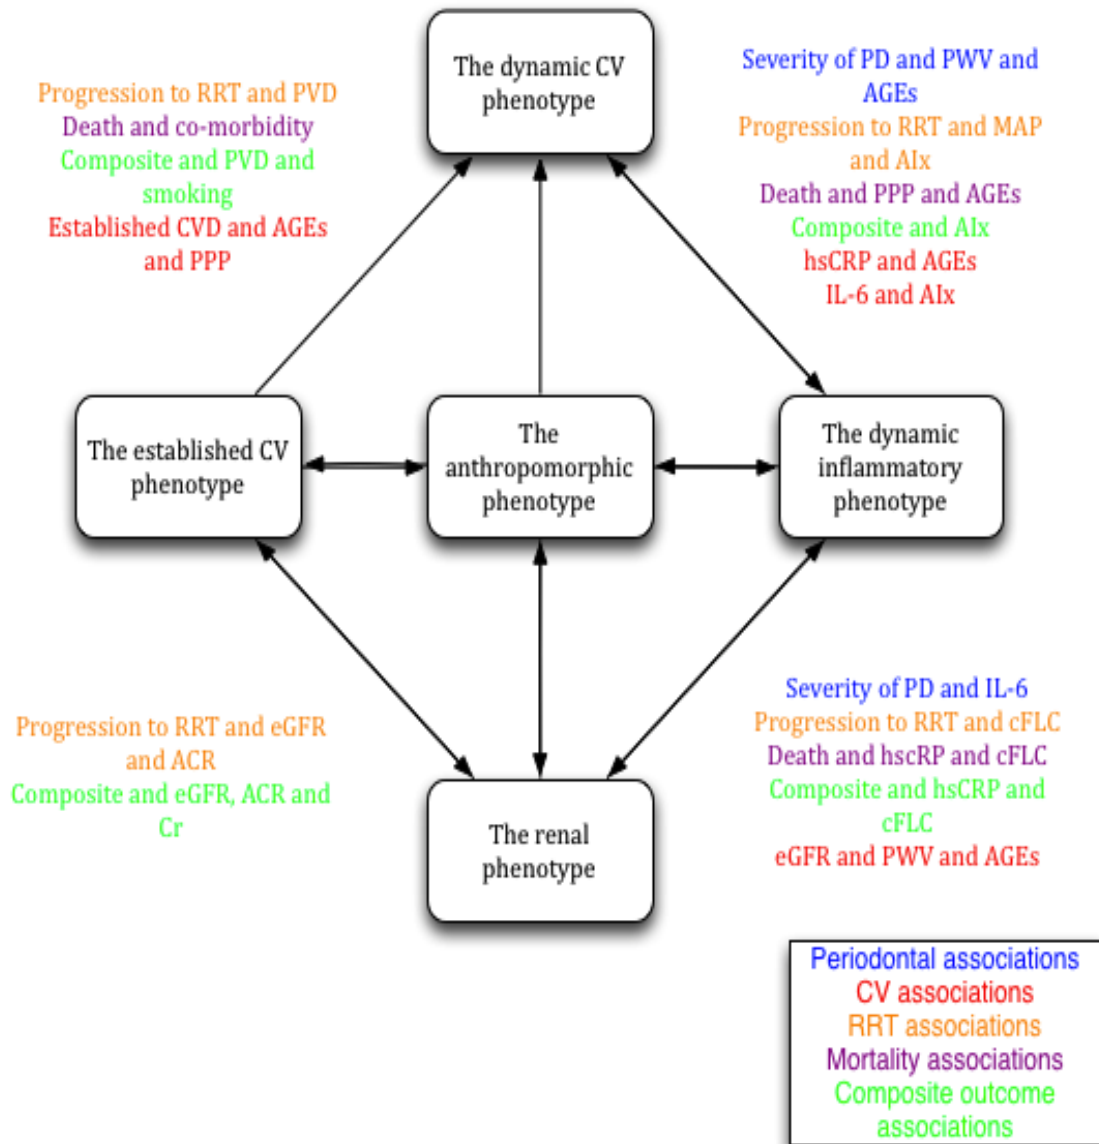 The dynamic CV
phenotype
Progression to RRT and PVD
Death and co-morbidity
Composite and PVD and
smoking
Established CVD and AGEs
and PPP
Severity of PD and PWV and
AGEs
Progression to RRT and MAP
and AIx
Death and PPP and AGEs
Composite and AIx
hsCRP and AGEs
IL-6 and AIx
The established CV
phenotype
The
anthropomorphic
phenotype
The dynamic
inflammatory
phenotype
Progression to RRT and eGFR
and ACR
Composite and eGFR, ACR and
Cr
The renal
phenotype
Severity of PD and IL-6
Progression to RRT and cFLC
Death and hscRP and cFLC
Composite and hsCRP and
cFLC
eGFR and PWV and AGEs
Periodontal associations
CV associations
RRT associations
Mortality associations
Composite outcome
associations